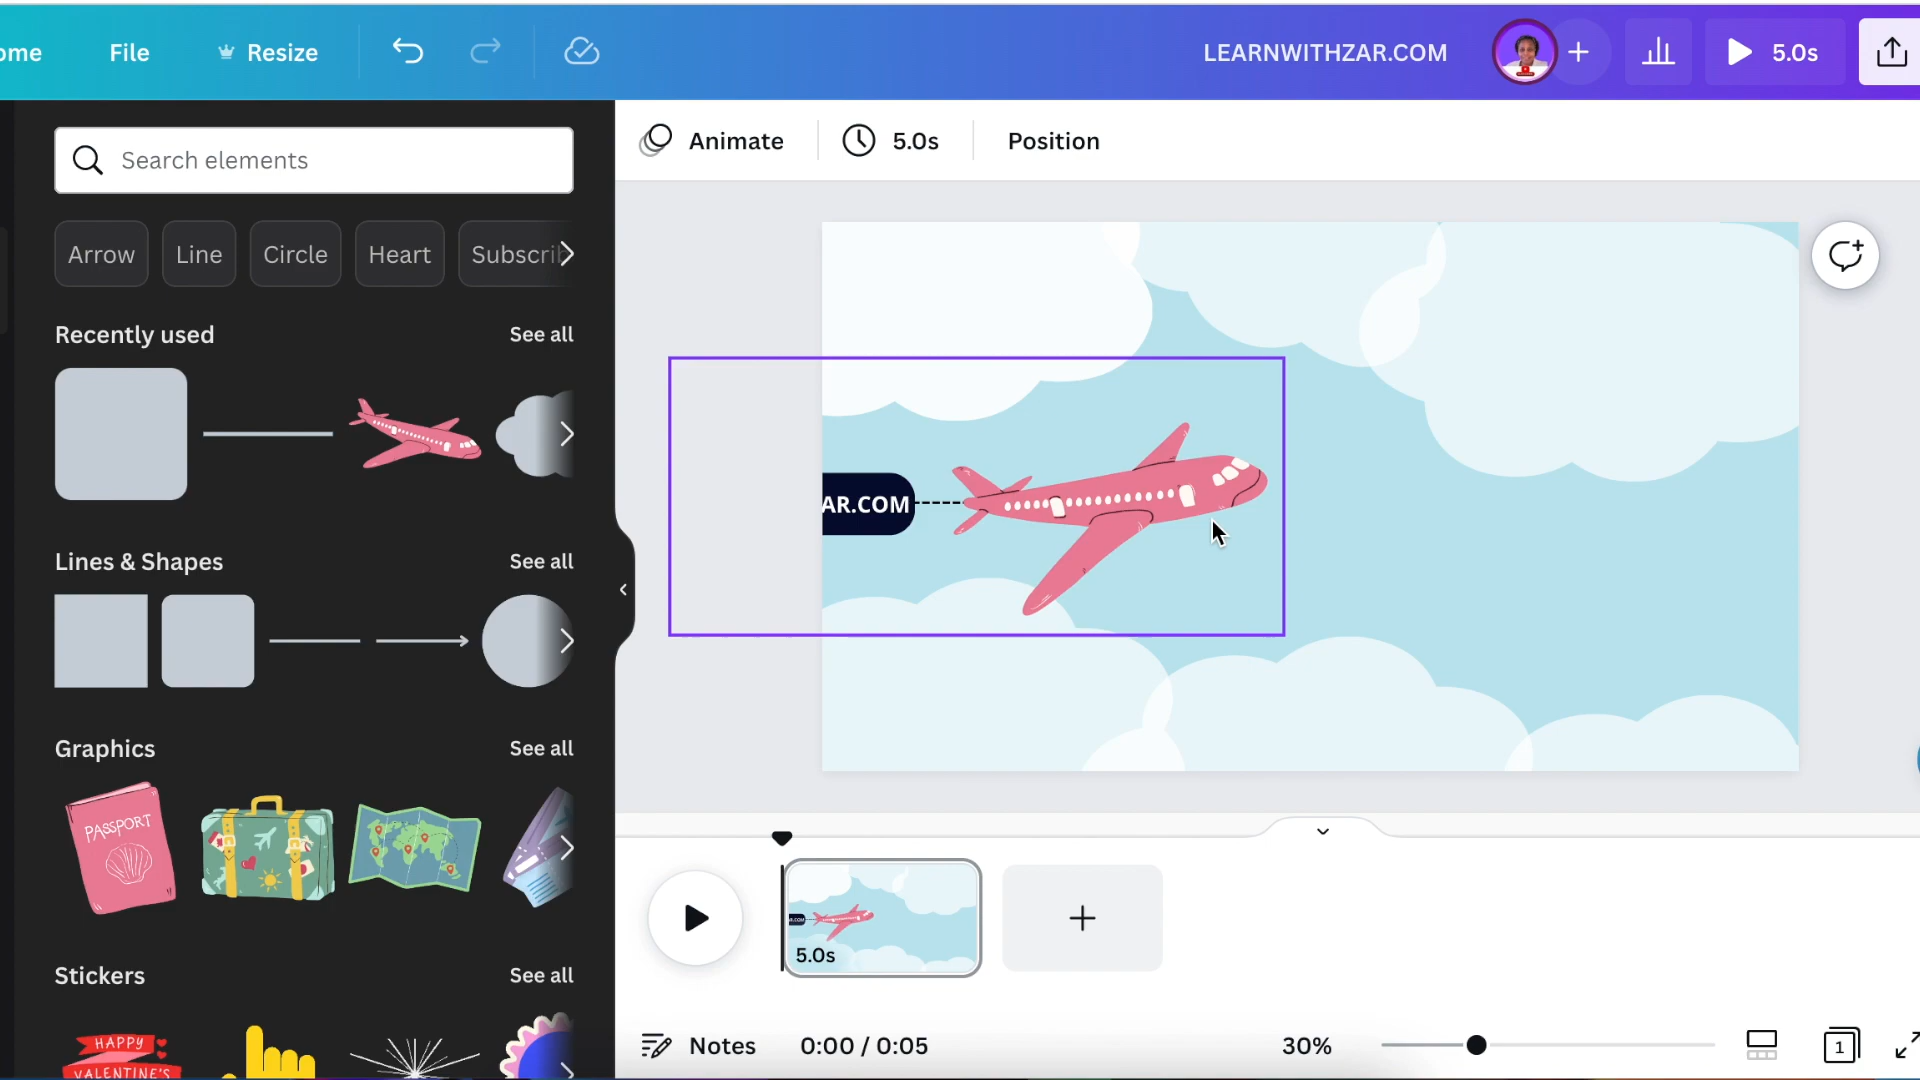 ome File Resize LEARNWITHZAR.COM 5.0s
Search elements
Animate 5.0s Position
Arrow Line Circle Heart Subscrib
Recently used See all
AR.COM
Lines & Shapes See all
Graphics See all
PASSPORT
5.0s
Stickers See all
HAPPY
VALENTINE'S
Notes 0:00 / 0:05 30% 1